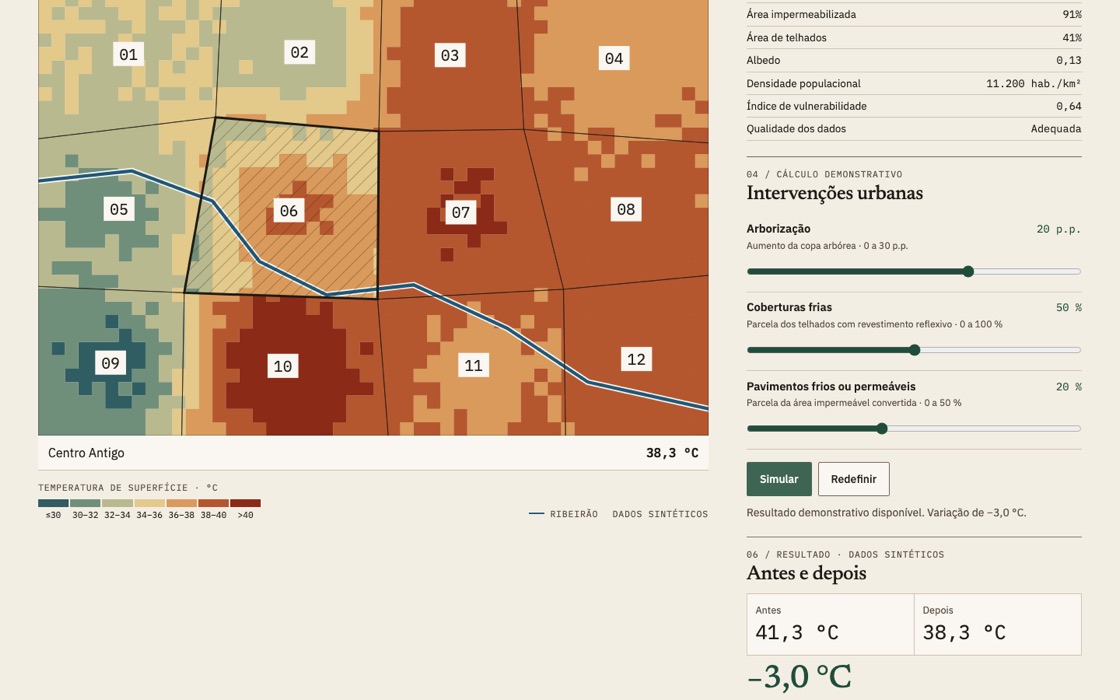 01
02
03
04
05
06
07
08
09
10
11
12
Centro Antigo 38,3 °C
TEMPERATURA DE SUPERFÍCIE · °C
≤30 30–32 32–34 34–36 36–38 38–40 >40
RIBEIRÃO DADOS SINTÉTICOS
Área impermeabilizada 91%
Área de telhados 41%
Albedo 0,13
Densidade populacional 11.200 hab./km²
Índice de vulnerabilidade 0,64
Qualidade dos dados Adequada
04 / CÁLCULO DEMONSTRATIVO
Intervenções urbanas
Arborização 20 p.p.
Aumento da copa arbórea · 0 a 30 p.p.
Coberturas frias 50 %
Parcela dos telhados com revestimento reflexivo · 0 a 100 %
Pavimentos frios ou permeáveis 20 %
Parcela da área impermeável convertida · 0 a 50 %
Simular Redefinir
Resultado demonstrativo disponível. Variação de −3,0 °C.
06 / RESULTADO · DADOS SINTÉTICOS
Antes e depois
Antes Depois
41,3 °C 38,3 °C
−3,0 °C